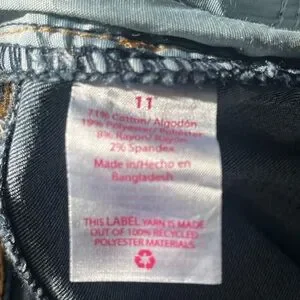 11
71% Cotton/ Algodón
19% Polyester/ Poliéster
8% Rayon/ Rayón
2% Spandex
Made in/Hecho en
Bangladesh
THIS LABEL YARN IS MADE
OUT OF 100% RECYCLED
POLYESTER MATERIALS